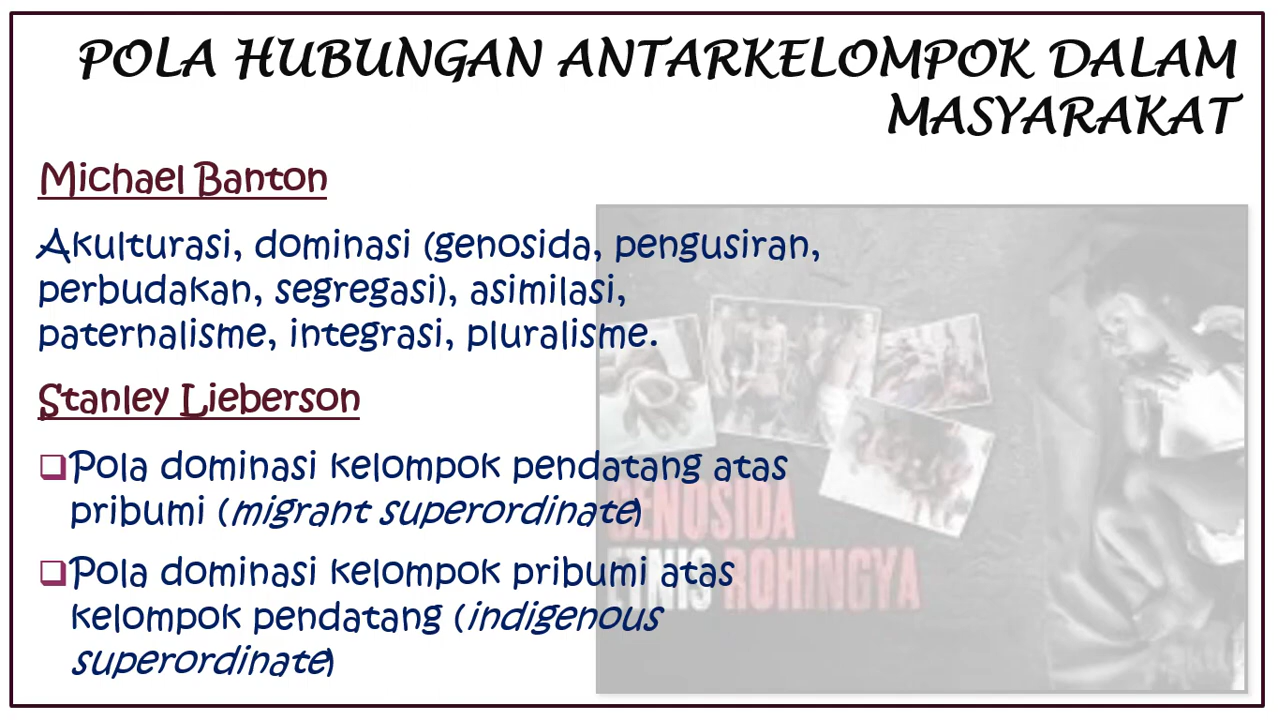 POLA HUBUNGAN ANTARKELOMPOK DALAM
MASYARAKAT
Michael Banton
Akulturasi, dominasi (genosida, pengusiran,
perbudakan, segregasi), asimilasi,
paternalisme, integrasi, pluralisme.
Stanley Lieberson
Pola dominasi kelompok pendatang atas
pribumi (migrant superordinate)
Pola dominasi kelompok pribumi atas
kelompok pendatang (indigenous
superordinate)
GENOSIDA
ETNIS ROHINGYA